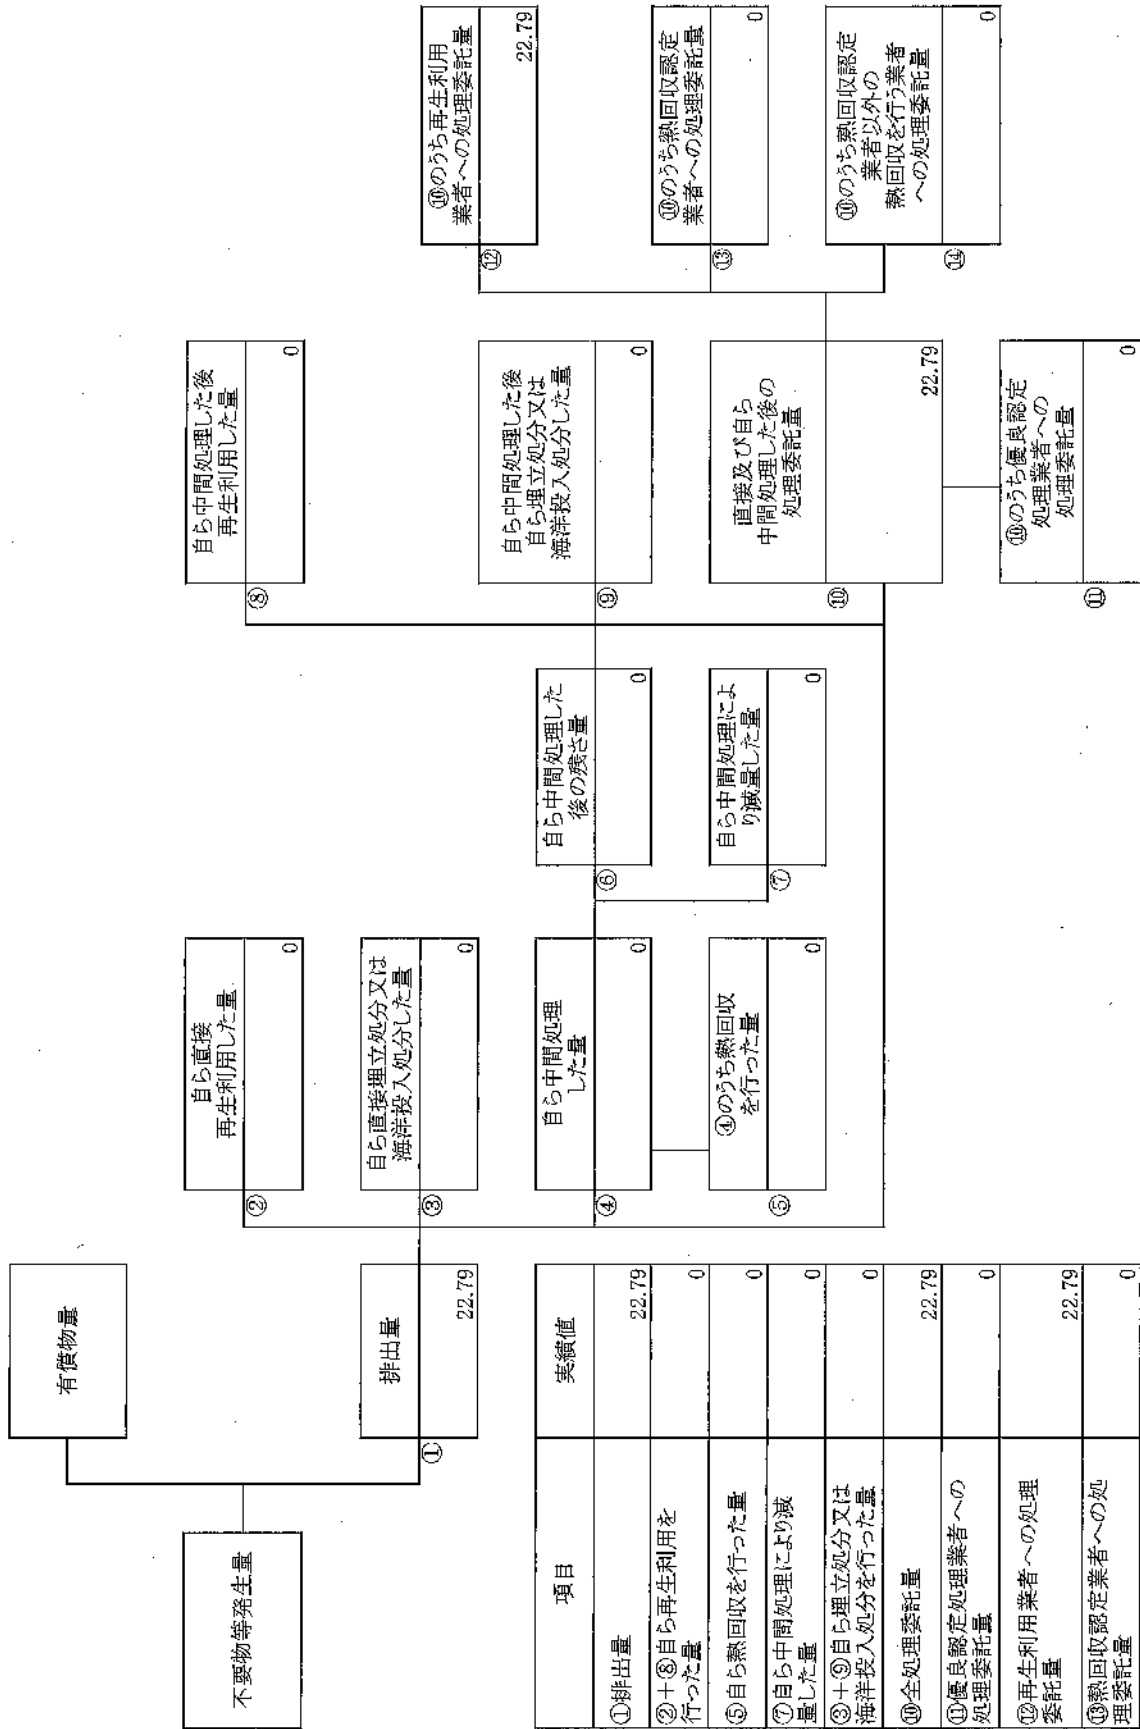 不要物等発生量
有償物量
①
排出量
22.79
②
自ら直接
再生利用した量
0
③
自ら直接埋立処分又は
海洋投入処分した量
0
④
自ら中間処理
した量
0
⑤
④のうち熱回収
を行った量
0
⑥
自ら中間処理した
後の残さ量
0
⑦
自ら中間処理によ
り減量した量
0
⑧
自ら中間処理した後
再生利用した量
0
⑨
自ら中間処理した後
自ら埋立処分又は
海洋投入処分した量
0
⑩
直接及び自ら
中間処理した後の
処理委託量
22.79
⑪
⑩のうち優良認定
処理業者への
処理委託量
0
⑫
⑩のうち再生利用
業者への処理委託量
22.79
⑬
⑩のうち熱回収認定
業者への処理委託量
0
⑭
⑩のうち熱回収認定
業者以外の
熱回収を行う業者
への処理委託量
0
項目 実績値
①排出量 22.79
②+⑧自ら再生利用を
行った量 0
⑤自ら熱回収を行った量 0
⑦自ら中間処理により減
量した量 0
③+⑨自ら埋立処分又は
海洋投入処分を行った量 0
⑩全処理委託量 22.79
⑪優良認定処理業者への
処理委託量 0
⑫再生利用業者への処理
委託量 22.79
⑬熱回収認定業者への処
理委託量 0